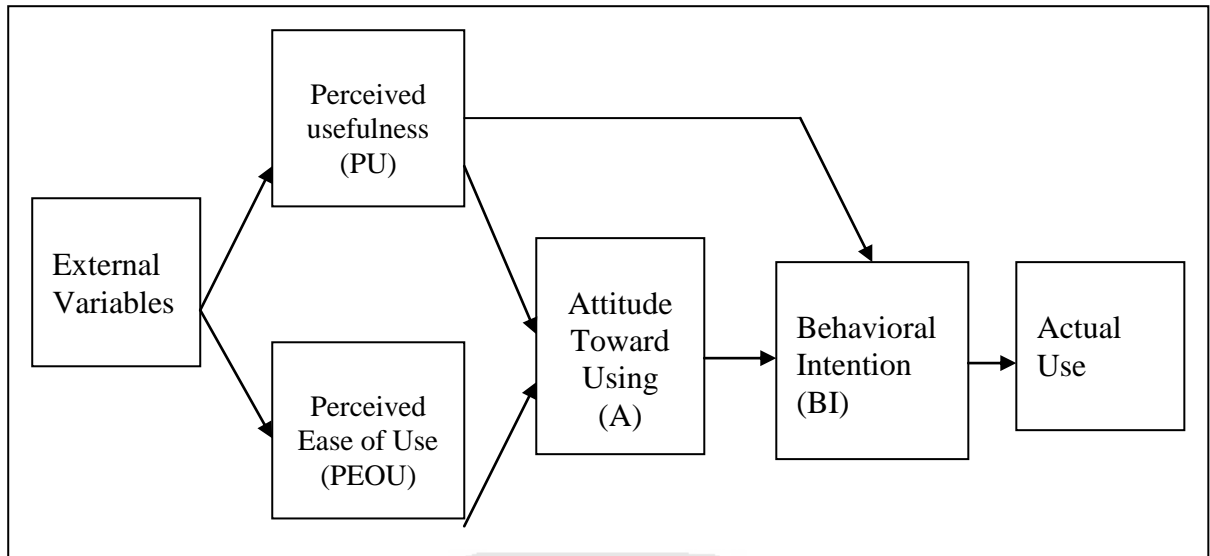 External
Variables
Perceived
usefulness
(PU)
Perceived
Ease of Use
(PEOU)
Attitude
Toward
Using
(A)
Behavioral
Intention
(BI)
Actual
Use